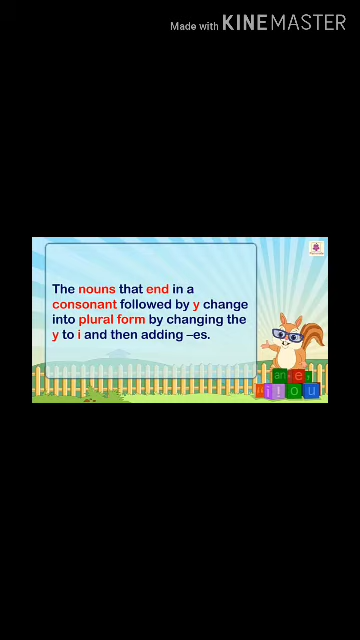 Made with KINEMASTER
The nouns that end in a
consonant followed by y change
into plural form by changing the
y to i and then adding –es.
an e
i o u